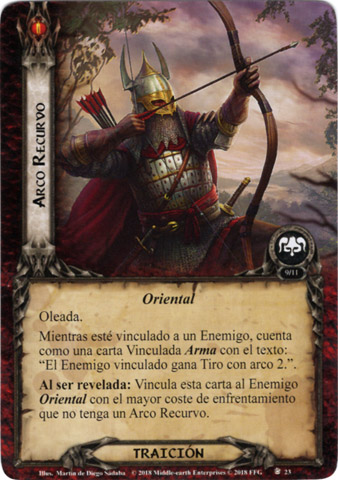 ARCO RECURVO
9/11
Oriental
Oleada.
Mientras esté vinculado a un Enemigo, cuenta
como una carta Vinculada Arma con el texto:
“El Enemigo vinculado gana Tiro con arco 2.”.
Al ser revelada: Vincula esta carta al Enemigo
Oriental con el mayor coste de enfrentamiento
que no tenga un Arco Recurvo.
TRAICIÓN
Illus. Martin de Diego Sádaba © 2018 Middle-earth Enterprises © 2018 FFG 23